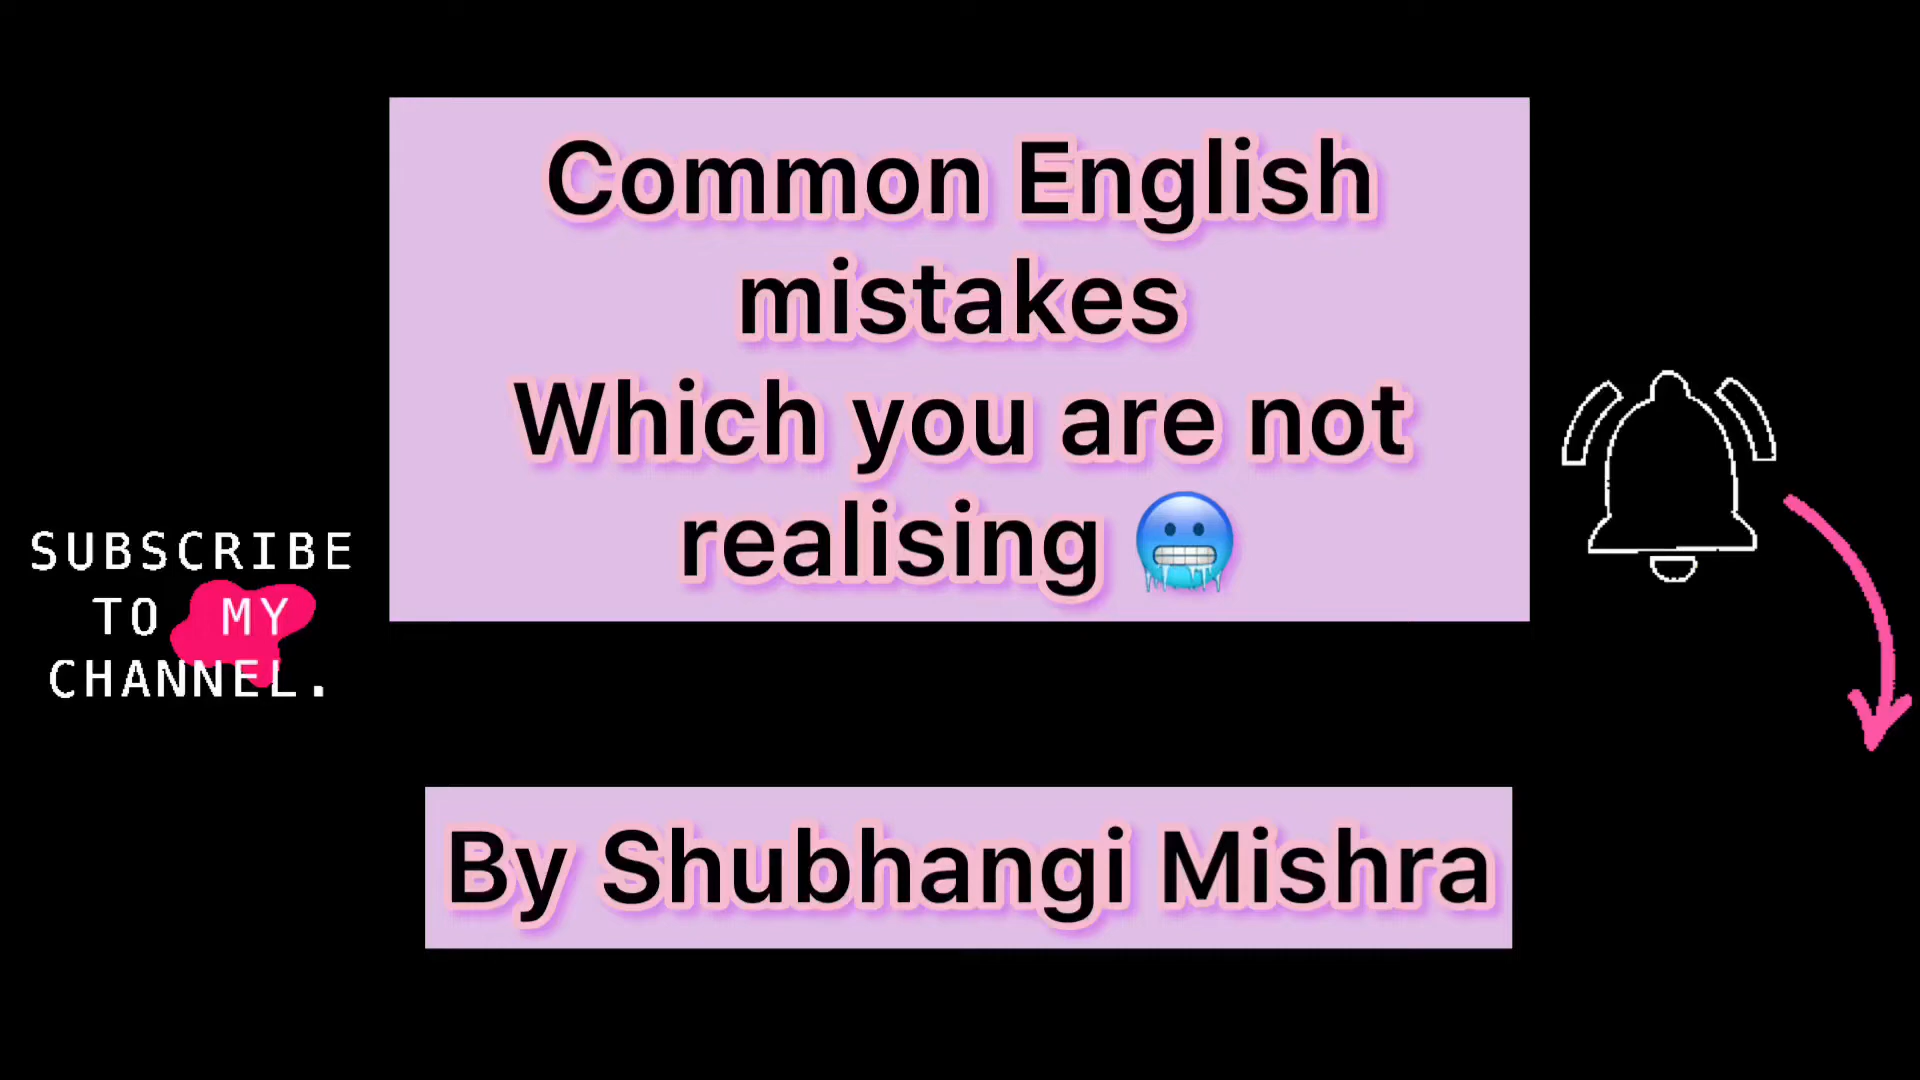 Common English
mistakes
Which you are not
realising 🥶
SUBSCRIBE
TO MY
CHANNEL.
By Shubhangi Mishra